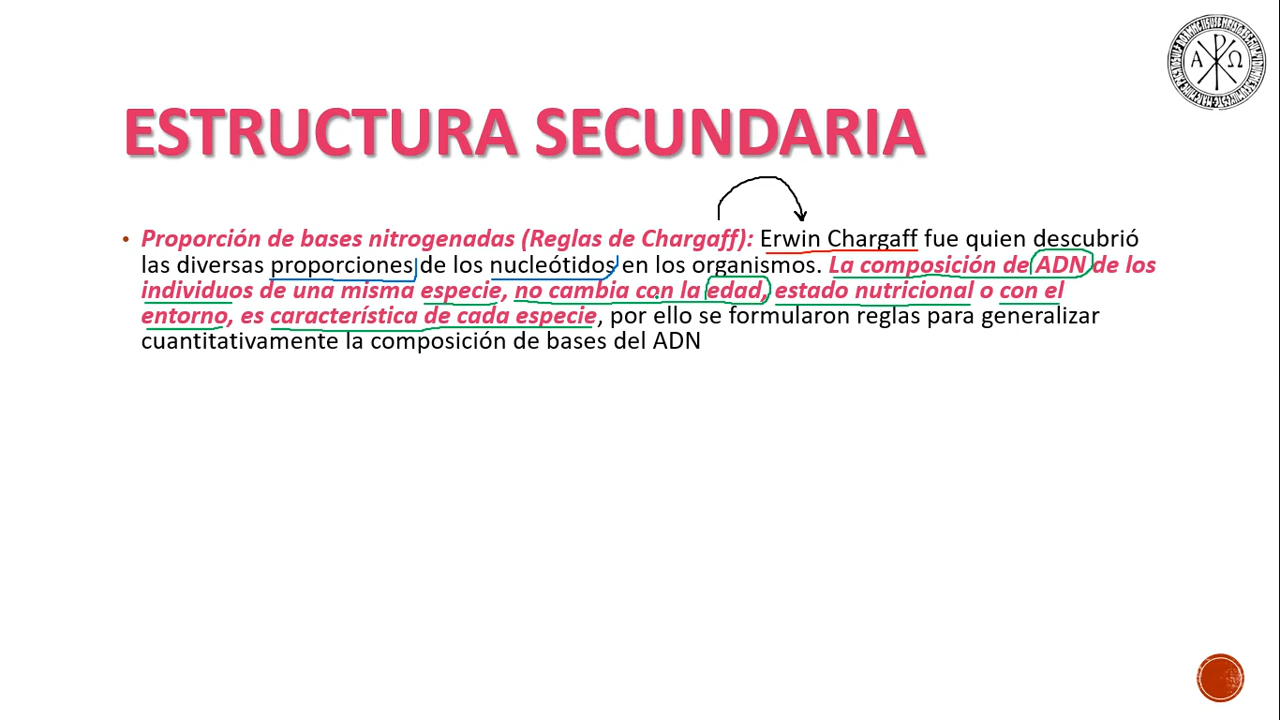 ESTRUCTURA SECUNDARIA
• Proporción de bases nitrogenadas (Reglas de Chargaff): Erwin Chargaff fue quien descubrió
las diversas proporciones de los nucleótidos en los organismos. La composición de ADN de los
individuos de una misma especie, no cambia con la edad, estado nutricional o con el
entorno, es característica de cada especie, por ello se formularon reglas para generalizar
cuantitativamente la composición de bases del ADN
Α Ω